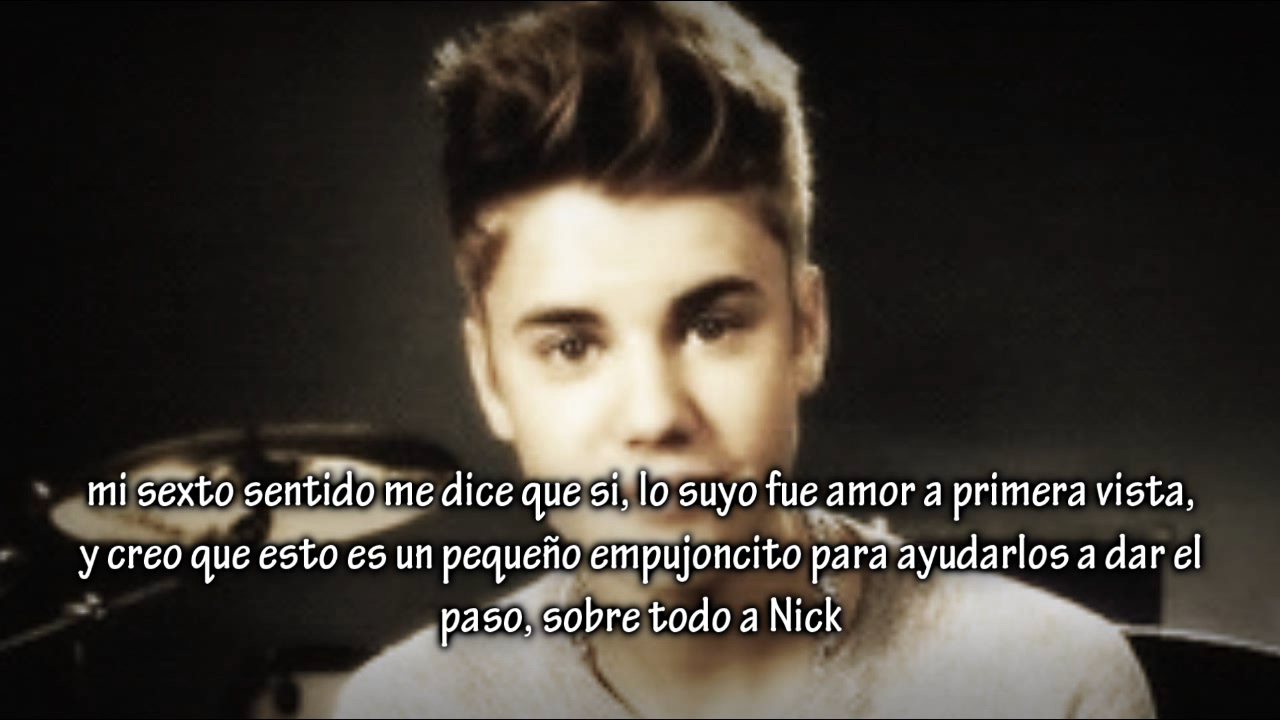 mi sexto sentido me dice que si, lo suyo fue amor a primera vista,
y creo que esto es un pequeño empujoncito para ayudarlos a dar el
paso, sobre todo a Nick